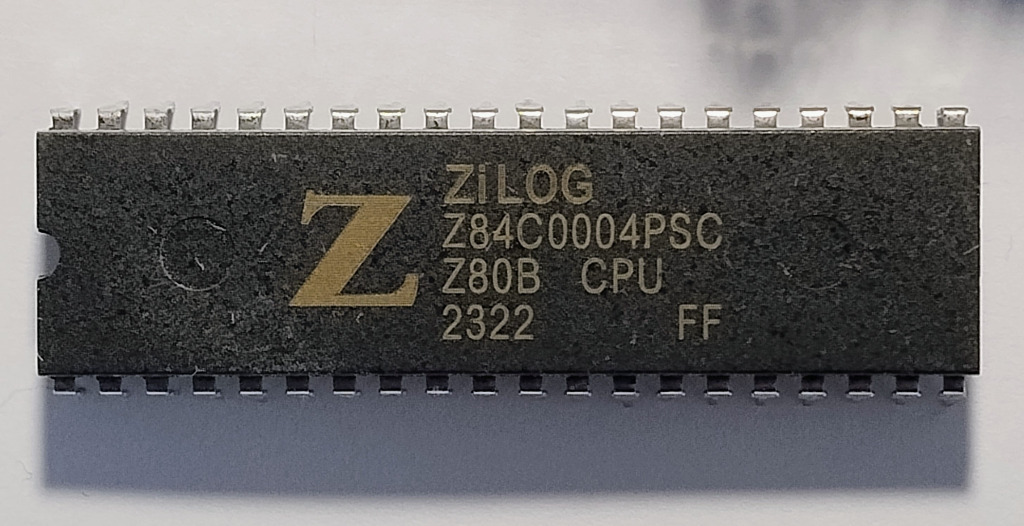 Z
ZiLOG
Z84C0004PSC
Z80B CPU
2322 FF